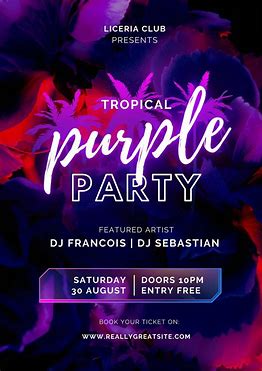 LICERIA CLUB
PRESENTS
TROPICAL
purple
PARTY
FEATURED ARTIST
DJ FRANCOIS | DJ SEBASTIAN
SATURDAY
30 AUGUST
DOORS 10PM
ENTRY FREE
BOOK YOUR TICKET ON:
WWW.REALLYGREATSITE.COM